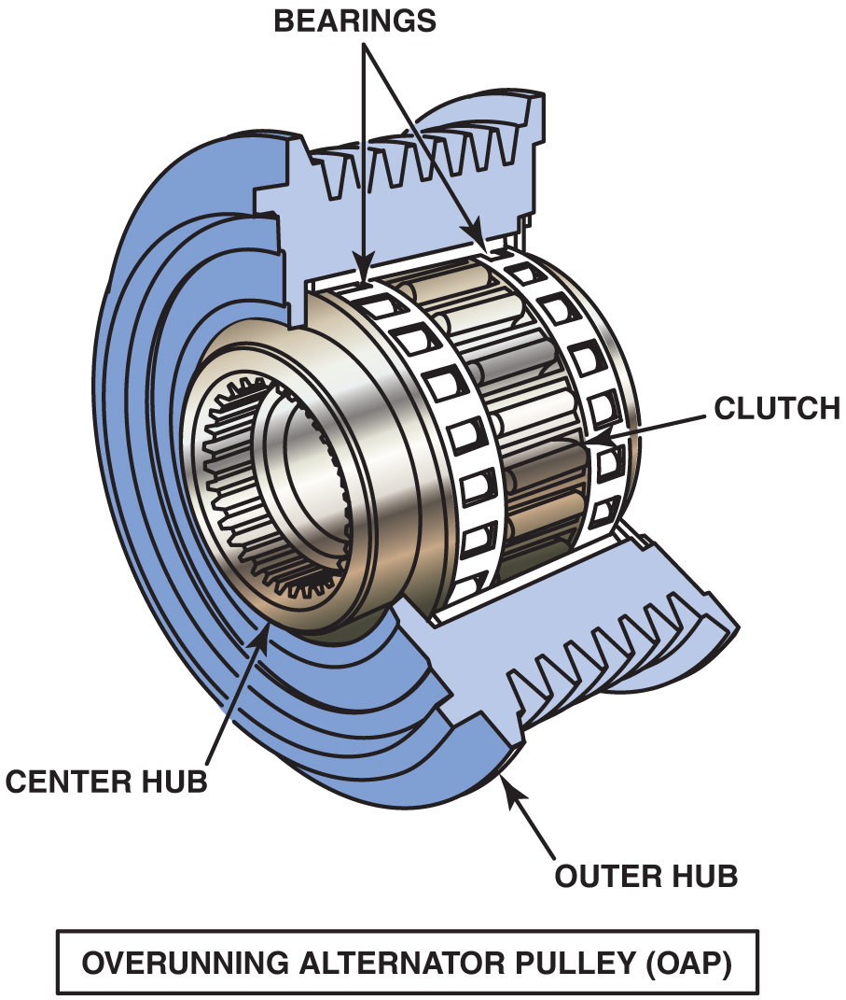 BEARINGS
CLUTCH
CENTER HUB
OUTER HUB
OVERUNNING ALTERNATOR PULLEY (OAP)